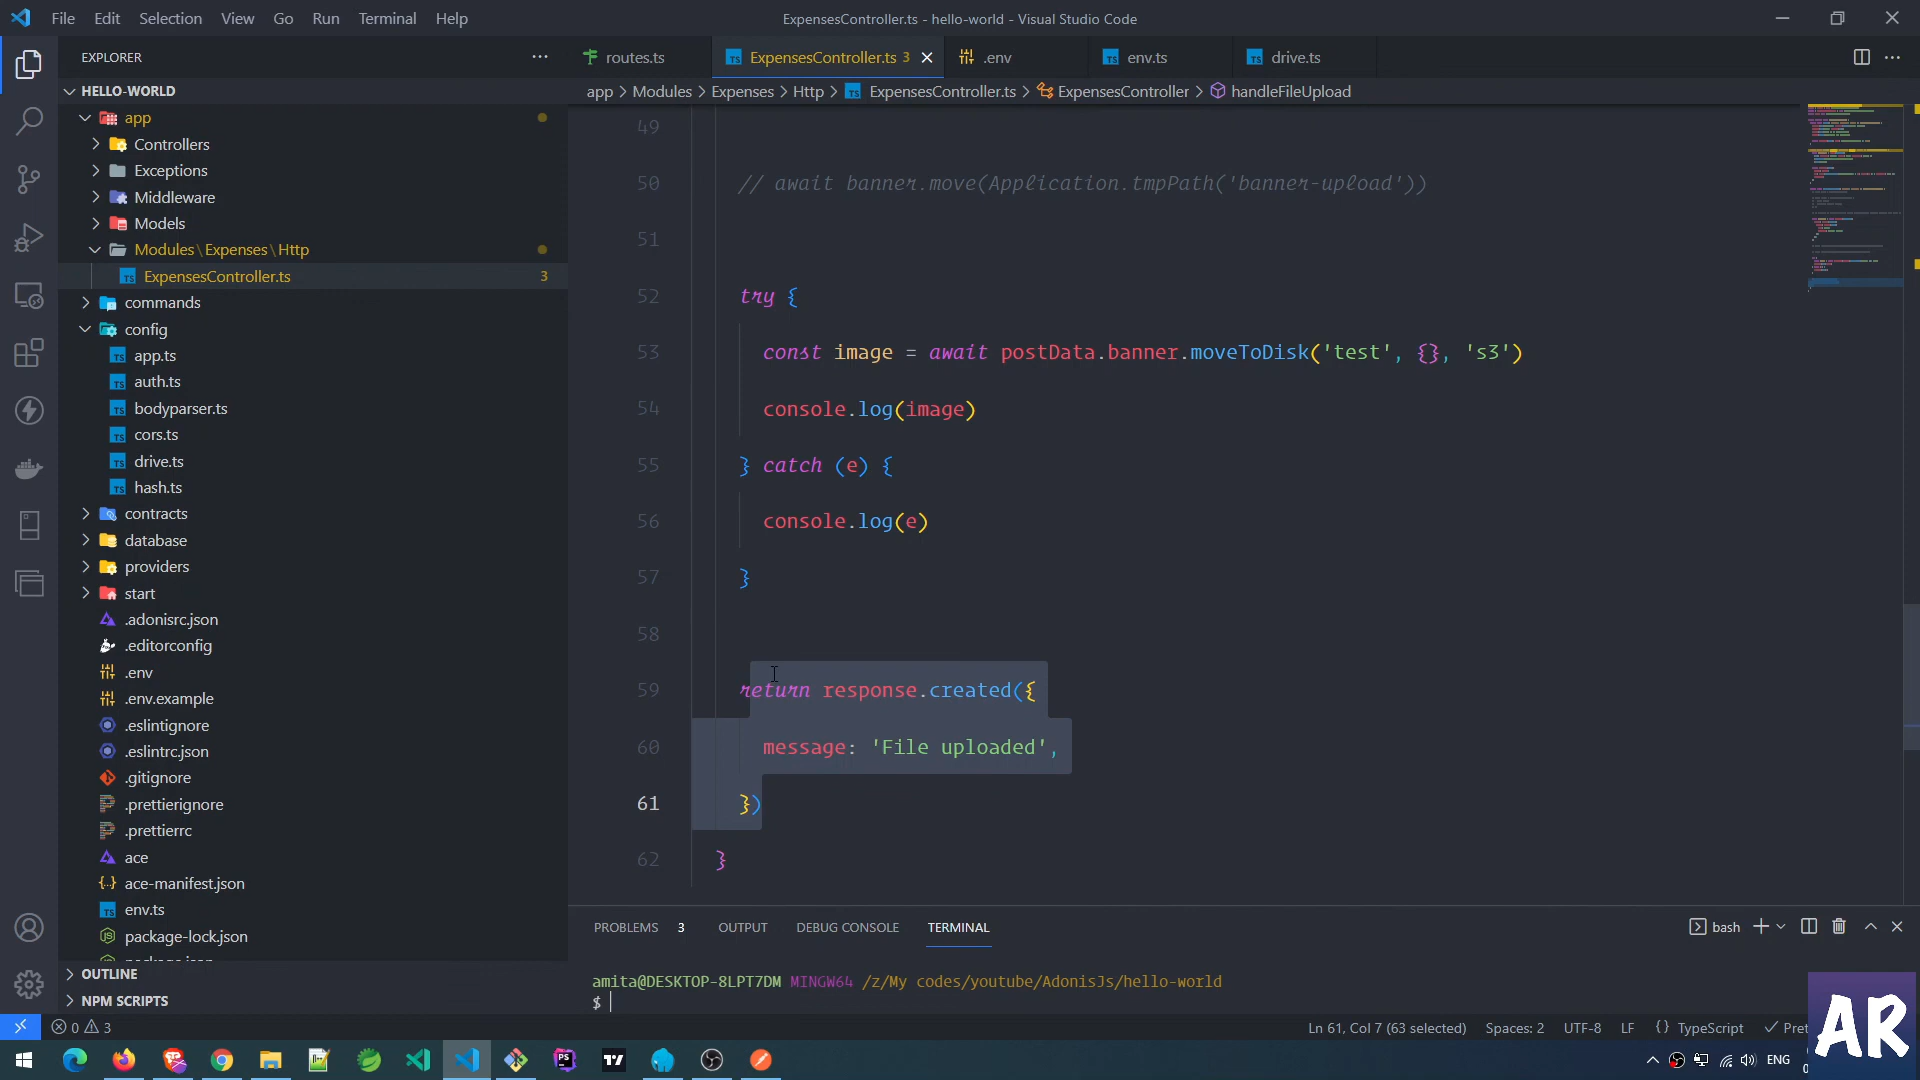 File Edit Selection View Go Run Terminal Help
ExpensesController.ts - hello-world - Visual Studio Code
EXPLORER
routes.ts
ExpensesController.ts 3
.env
env.ts
drive.ts
HELLO-WORLD
app > Modules > Expenses > Http > ExpensesController.ts > ExpensesController > handleFileUpload
app
Controllers
Exceptions
Middleware
Models
Modules\Expenses\Http
ExpensesController.ts 3
commands
config
app.ts
auth.ts
bodyparser.ts
cors.ts
drive.ts
hash.ts
contracts
database
providers
start
.adonisrc.json
.editorconfig
.env
.env.example
.eslintignore
.eslintrc.json
.gitignore
.prettierignore
.prettierrc
ace
ace-manifest.json
env.ts
package-lock.json
OUTLINE
NPM SCRIPTS
49
50 // await banner.move(Application.tmpPath('banner-upload'))
51
52 try {
53 const image = await postData.banner.moveToDisk('test', {}, 's3')
54 console.log(image)
55 } catch (e) {
56 console.log(e)
57 }
58
59 return response.created({
60 message: 'File uploaded',
61 })
62 }
PROBLEMS 3 OUTPUT DEBUG CONSOLE TERMINAL
bash
amita@DESKTOP-8LPT7DM MINGW64 /z/My codes/youtube/AdonisJs/hello-world
$
0 3
Ln 61, Col 7 (63 selected) Spaces: 2 UTF-8 LF {} TypeScript
ENG
AR